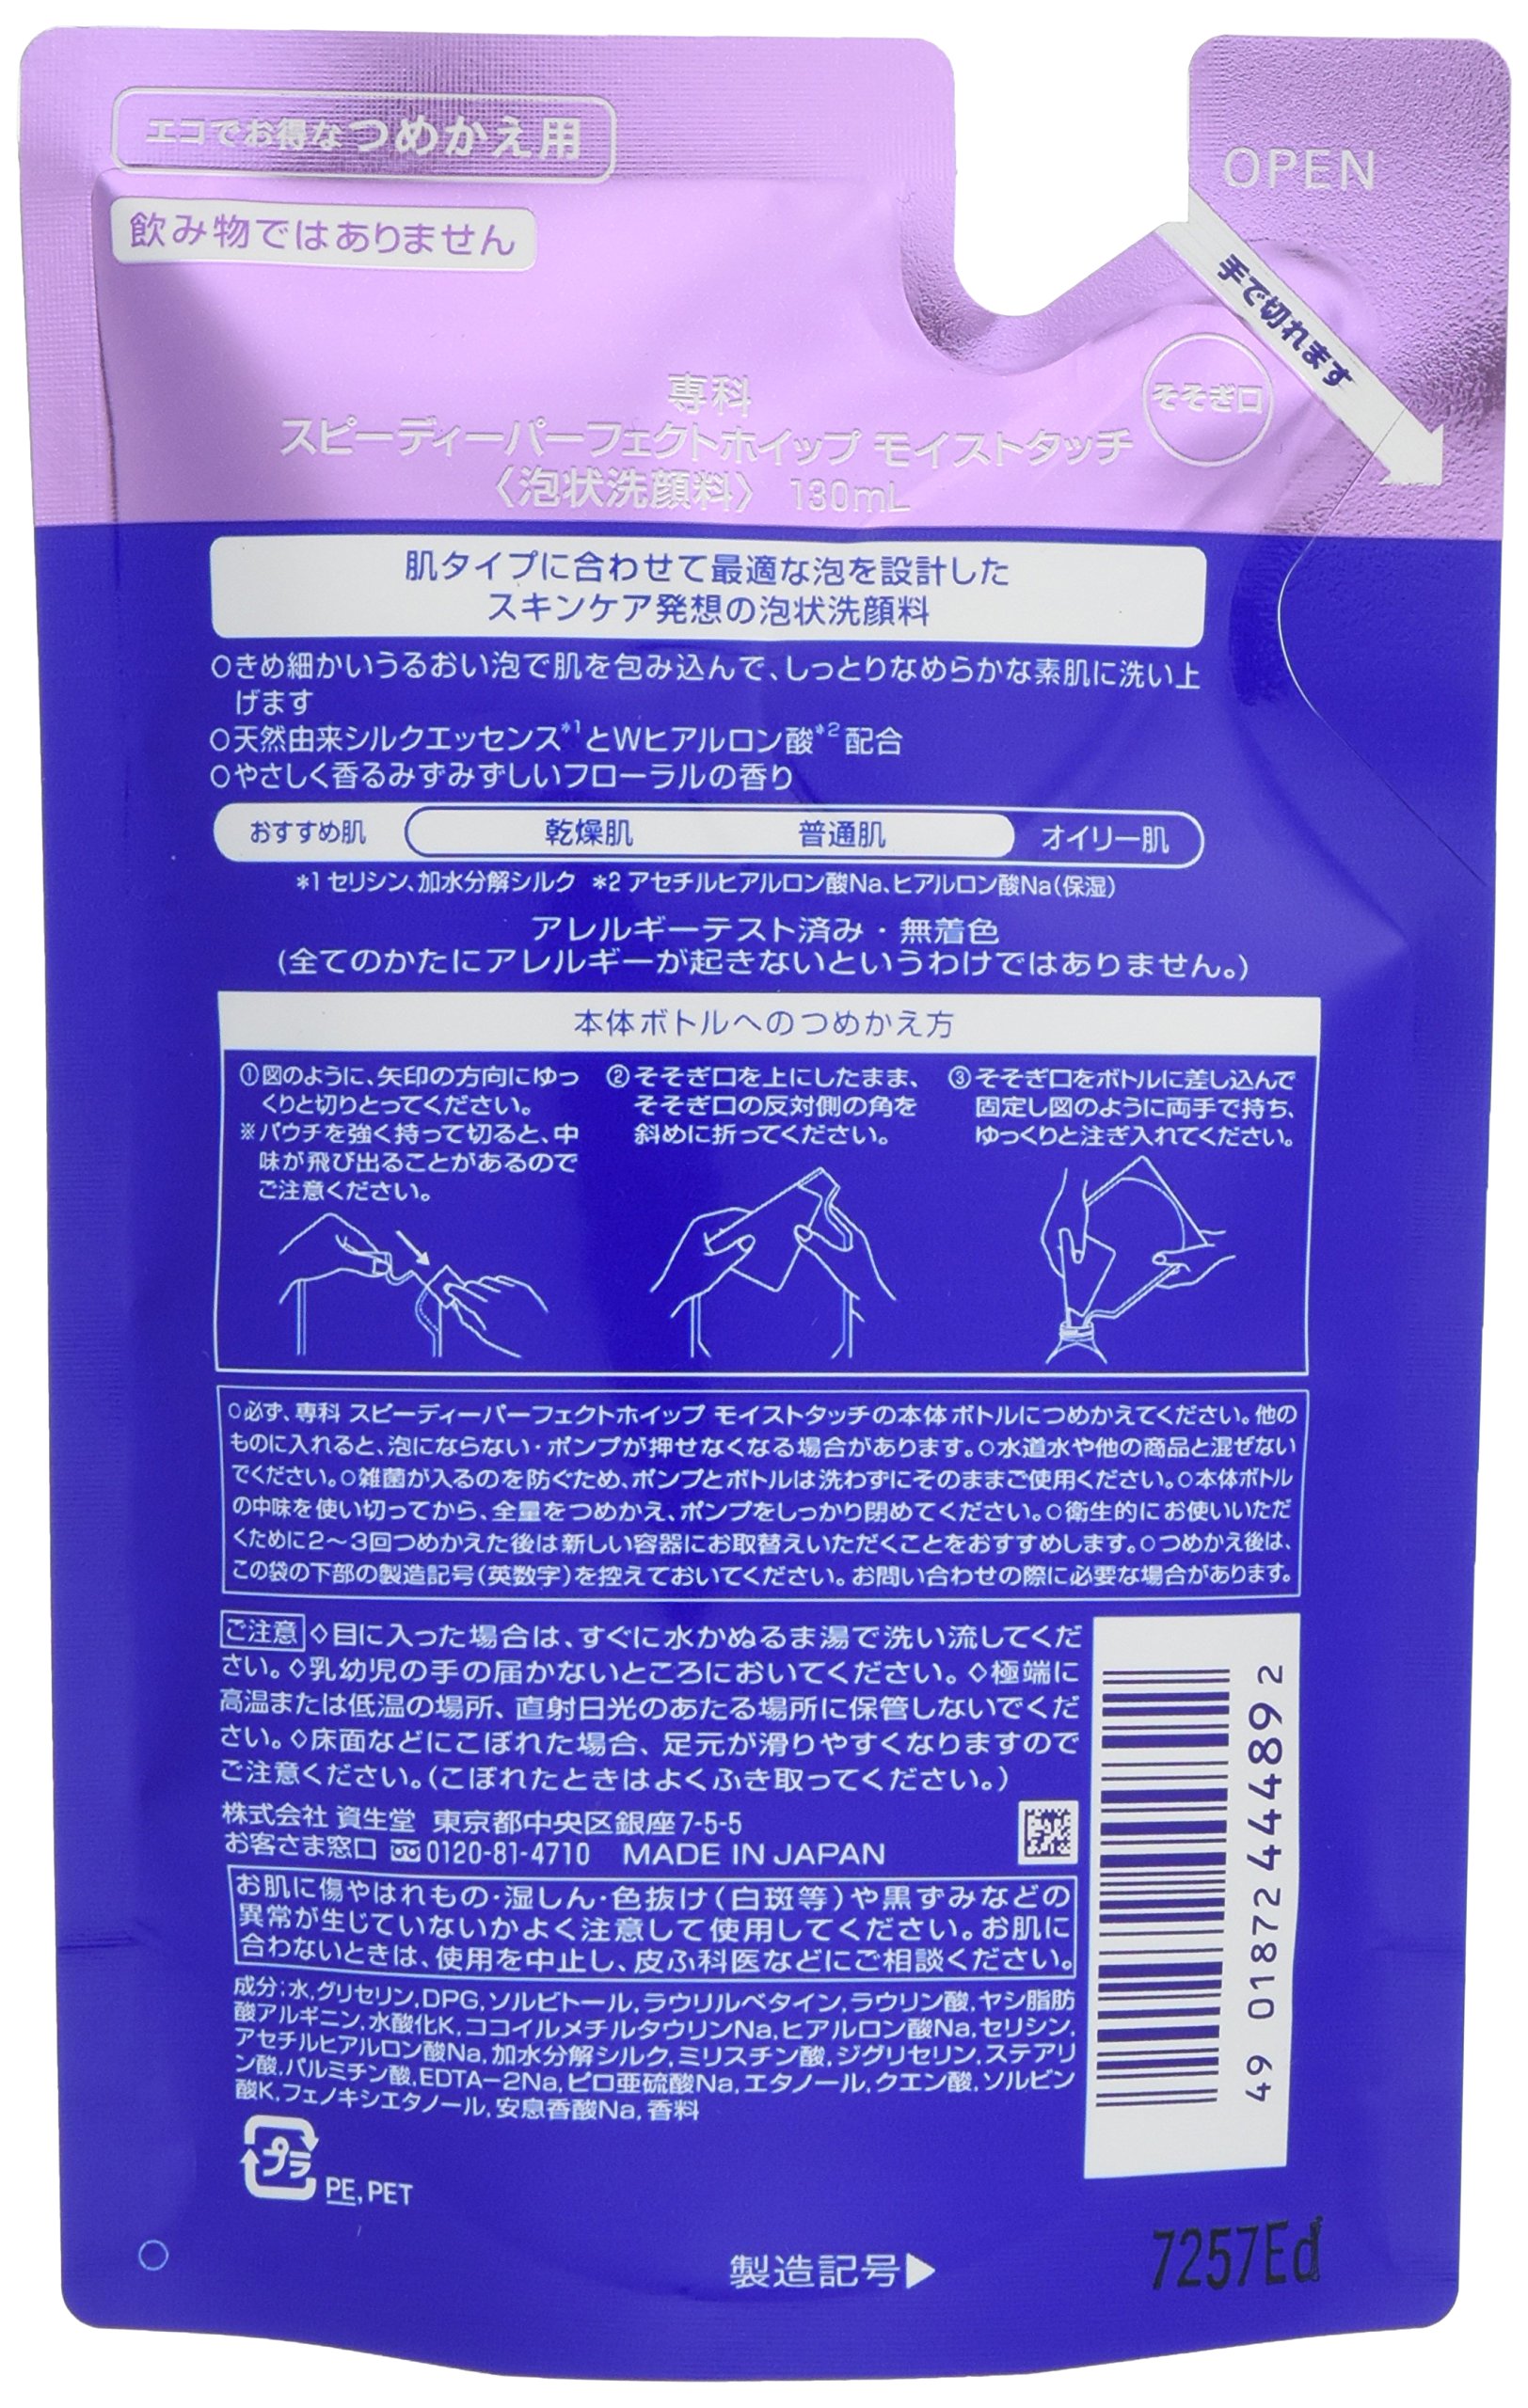 エコでお得なつめかえ用
飲み物ではありません
OPEN
手で切れます
そそぎ口
専科
スピーディーパーフェクトホイップ モイストタッチ
〈泡状洗顔料〉 130mL
肌タイプに合わせて最適な泡を設計した
スキンケア発想の泡状洗顔料
○きめ細かいうるおい泡で肌を包み込んで、しっとりなめらかな素肌に洗い上
げます
○天然由来シルクエッセンス*1とWヒアルロン酸*2配合
○やさしく香るみずみずしいフローラルの香り
おすすめ肌 乾燥肌 普通肌 オイリー肌
*1 セリシン、加水分解シルク *2 アセチルヒアルロン酸Na、ヒアルロン酸Na(保湿)
アレルギーテスト済み・無着色
(全てのかたにアレルギーが起きないというわけではありません。)
本体ボトルへのつめかえ方
①図のように、矢印の方向にゆっ
くりと切りとってください。
※パウチを強く持って切ると、中
味が飛び出ることがあるので
ご注意ください。
②そそぎ口を上にしたまま、
そそぎ口の反対側の角を
斜めに折ってください。
③そそぎ口をボトルに差し込んで
固定し図のように両手で持ち、
ゆっくりと注ぎ入れてください。
○必ず、専科 スピーディーパーフェクトホイップ モイストタッチの本体ボトルにつめかえてください。他の
ものに入れると、泡にならない・ポンプが押せなくなる場合があります。○水道水や他の商品と混ぜない
でください。○雑菌が入るのを防ぐため、ポンプとボトルは洗わずにそのままご使用ください。○本体ボトル
の中味を使い切ってから、全量をつめかえ、ポンプをしっかり閉めてください。○衛生的にお使いいただ
くために2〜3回つめかえた後は新しい容器にお取替えいただくことをおすすめします。○つめかえ後は、
この袋の下部の製造記号(英数字)を控えておいてください。お問い合わせの際に必要な場合があります。
ご注意 ◇目に入った場合は、すぐに水かぬるま湯で洗い流してくだ
さい。◇乳幼児の手の届かないところにおいてください。◇極端に
高温または低温の場所、直射日光のあたる場所に保管しないでくだ
さい。◇床面などにこぼれた場合、足元が滑りやすくなりますので
ご注意ください。(こぼれたときはよくふき取ってください。)
株式会社 資生堂 東京都中央区銀座7-5-5
お客さま窓口 0120-81-4710 MADE IN JAPAN
お肌に傷やはれもの・湿しん・色抜け(白斑等)や黒ずみなどの
異常が生じていないかよく注意して使用してください。お肌に
合わないときは、使用を中止し、皮ふ科医などにご相談ください。
成分：水,グリセリン,DPG,ソルビトール,ラウリルベタイン,ラウリン酸,ヤシ脂肪
酸アルギニン,水酸化K,ココイルメチルタウリンNa,ヒアルロン酸Na,セリシン,
アセチルヒアルロン酸Na,加水分解シルク,ミリスチン酸,ジグリセリン,ステアリ
ン酸,パルミチン酸,EDTA-2Na,ピロ亜硫酸Na,エタノール,クエン酸,ソルビン
酸K,フェノキシエタノール,安息香酸Na,香料
4901872444892
プラ
PE,PET
製造記号▶
7257Ed